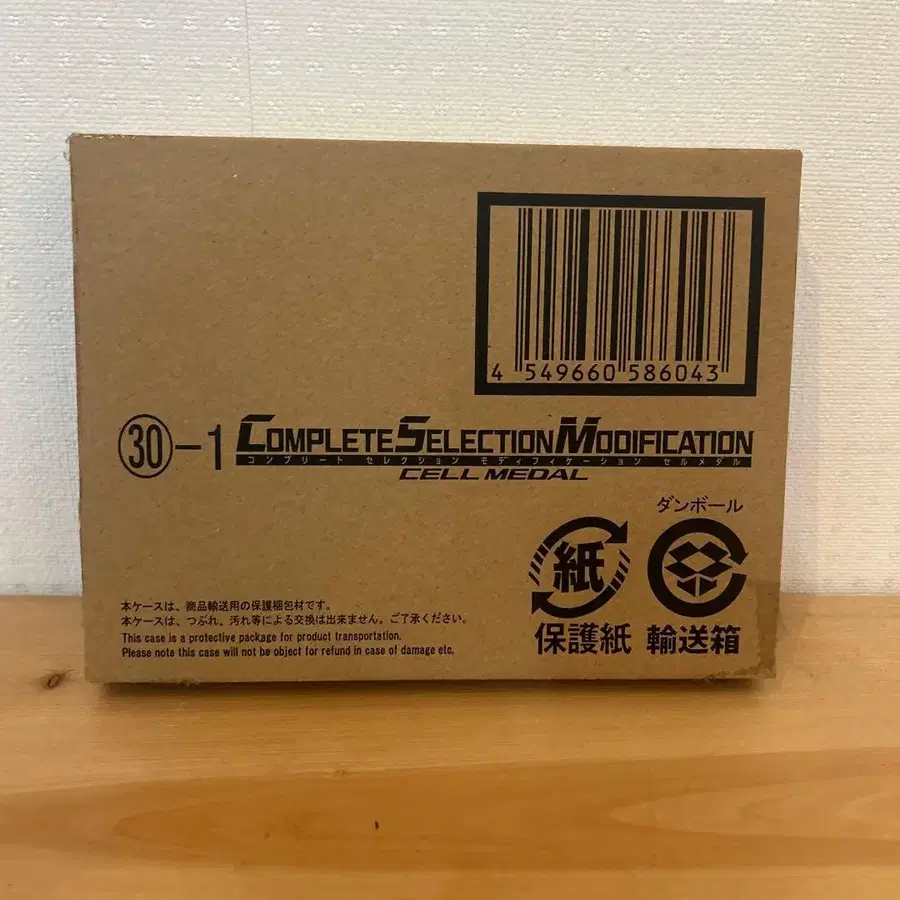 4 549660 586043
㉚-1 COMPLETE SELECTION MODIFICATION
コンプリート セレクション モディフィケーション セルメダル
CELL MEDAL
ダンボール
紙
保護紙 輸送箱
本ケースは、商品輸送用の保護梱包材です。
本ケースは、つぶれ、汚れ等による交換は出来ません。ご了承ください。
This case is a protective package for product transportation.
Please note this case will not be object for refund in case of damage etc.